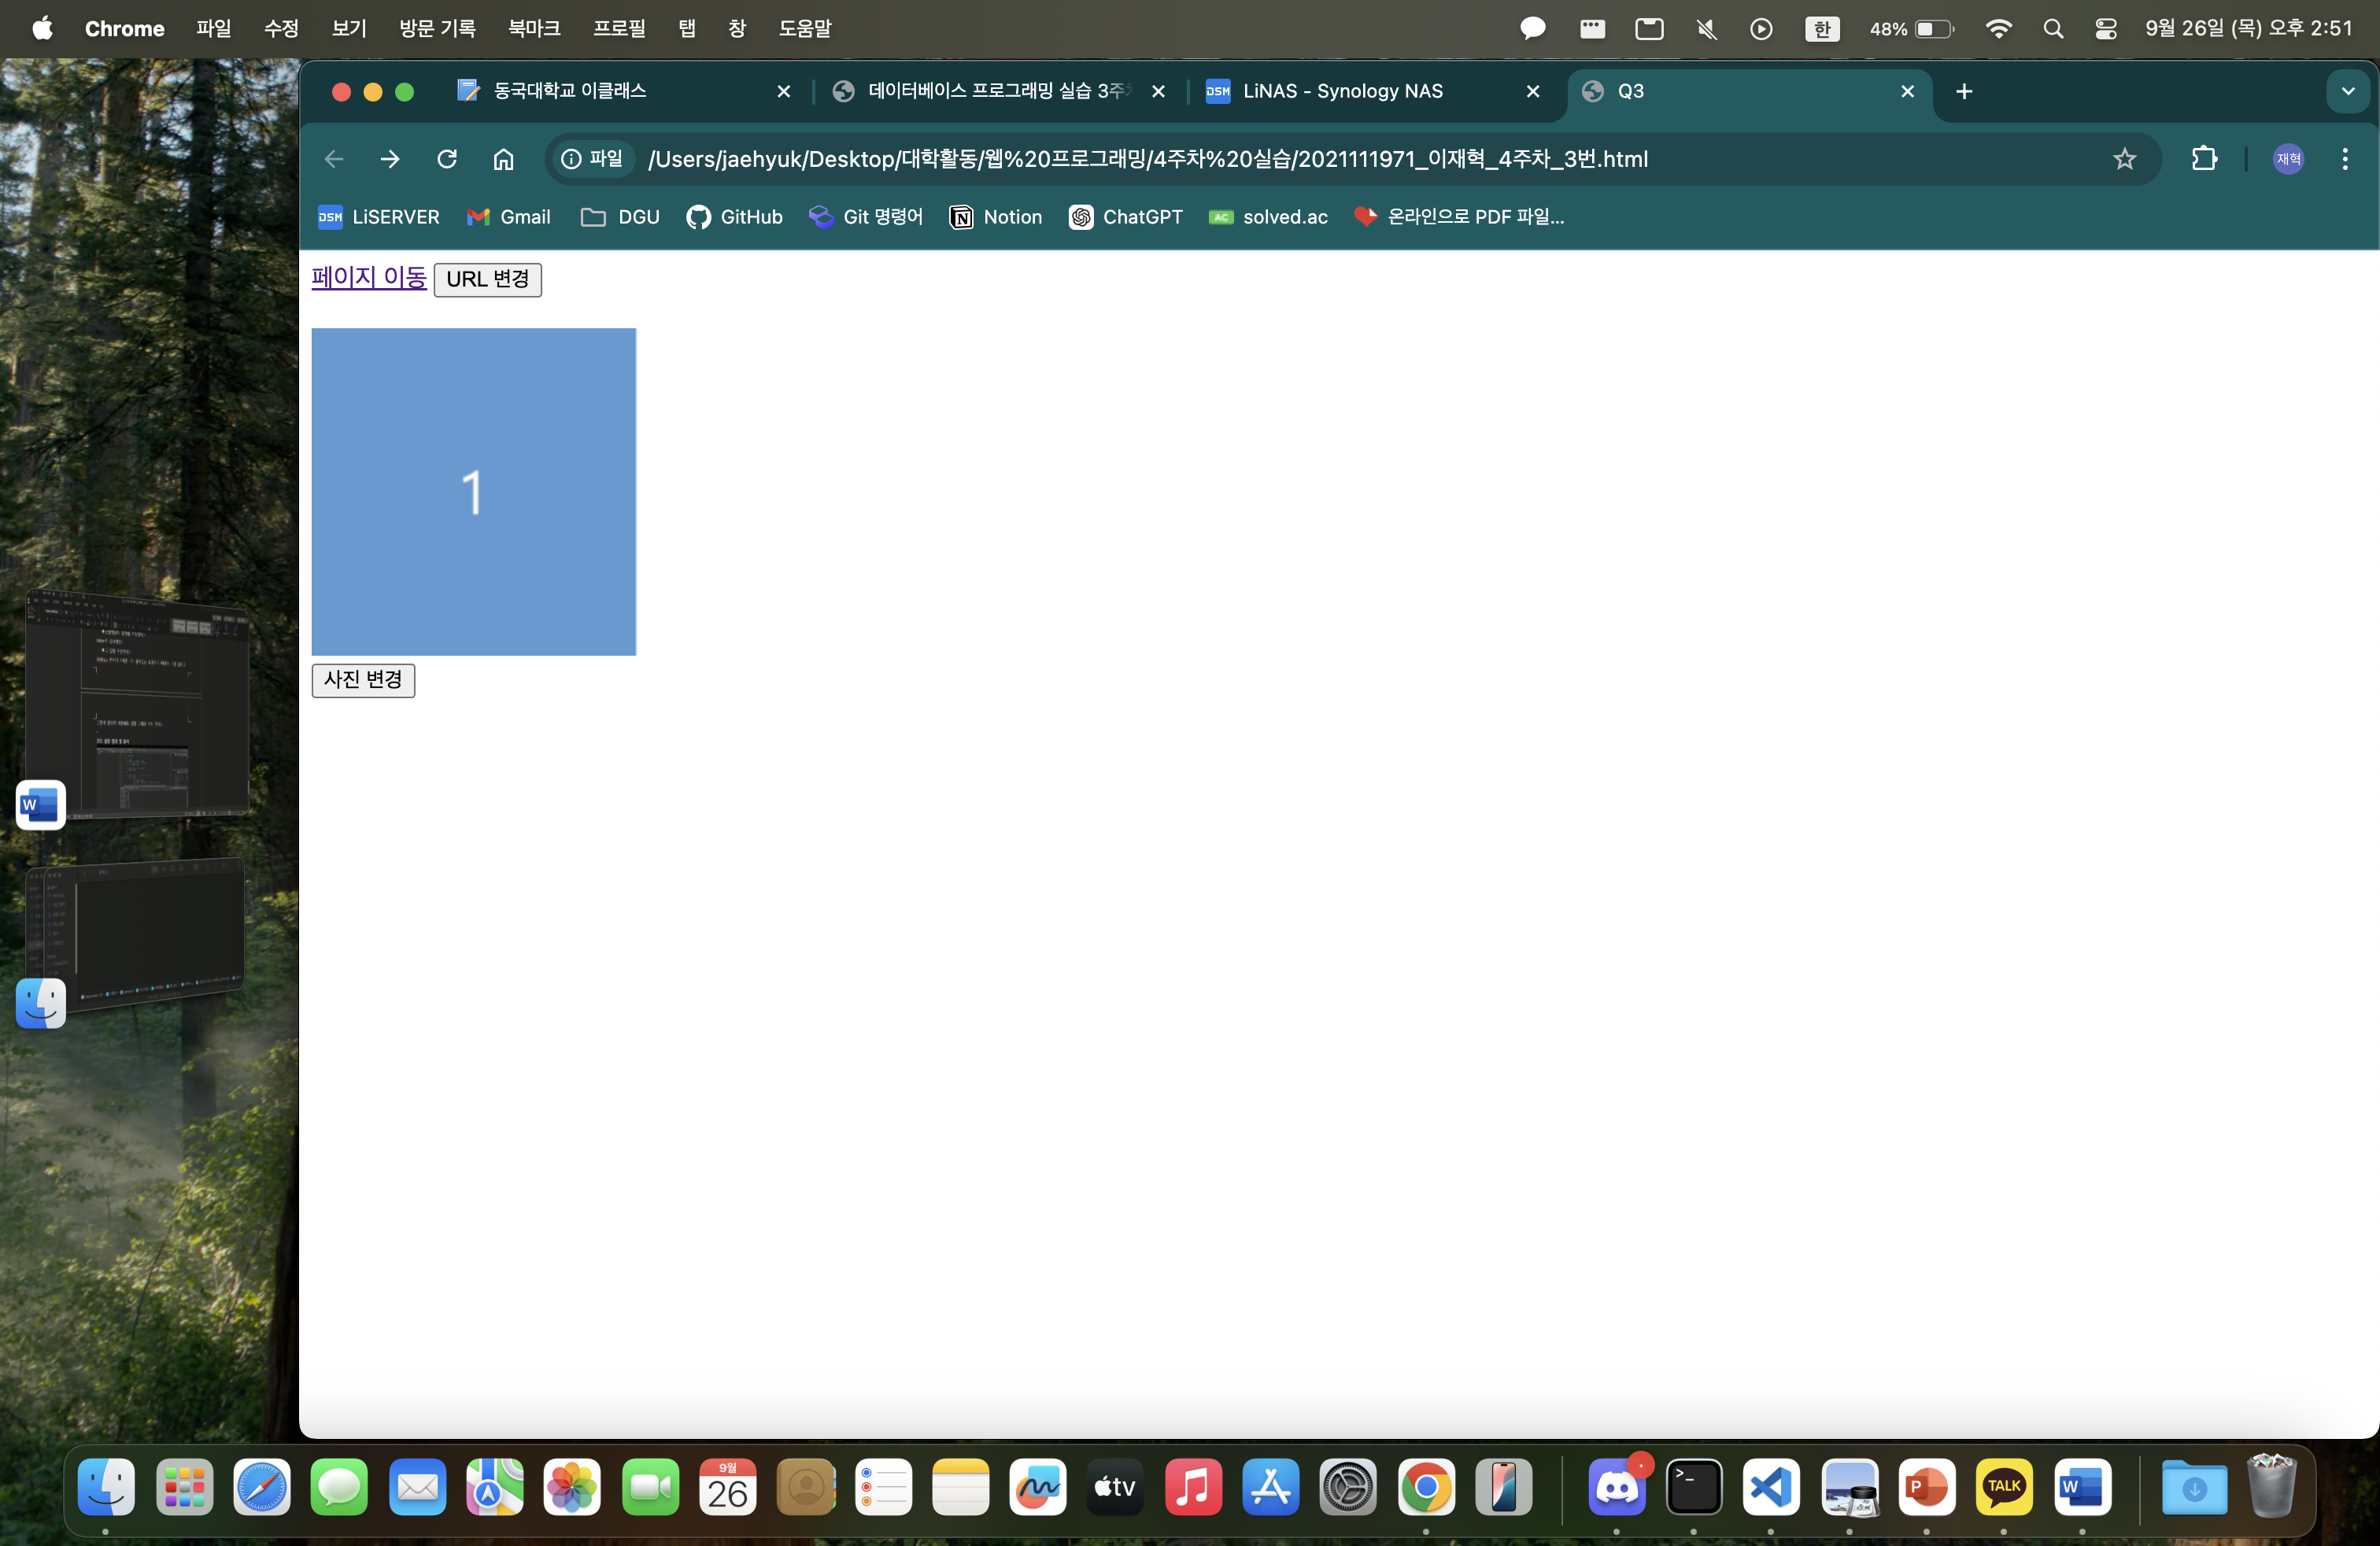 Chrome 파일 수정 보기 방문 기록 북마크 프로필 탭 창 도움말 한 48% 9월 26일 (목) 오후 2:51
동국대학교 이클래스 데이터베이스 프로그래밍 실습 3주 DSM LiNAS - Synology NAS Q3
파일 /Users/jaehyuk/Desktop/대학활동/웹%20프로그래밍/4주차%20실습/2021111971_이재혁_4주차_3번.html 재혁
DSM LiSERVER Gmail DGU GitHub Git 명령어 Notion ChatGPT AC solved.ac 온라인으로 PDF 파일...
페이지 이동 URL 변경
1
사진 변경
W
9월
26
tv
>_
P
TALK
W